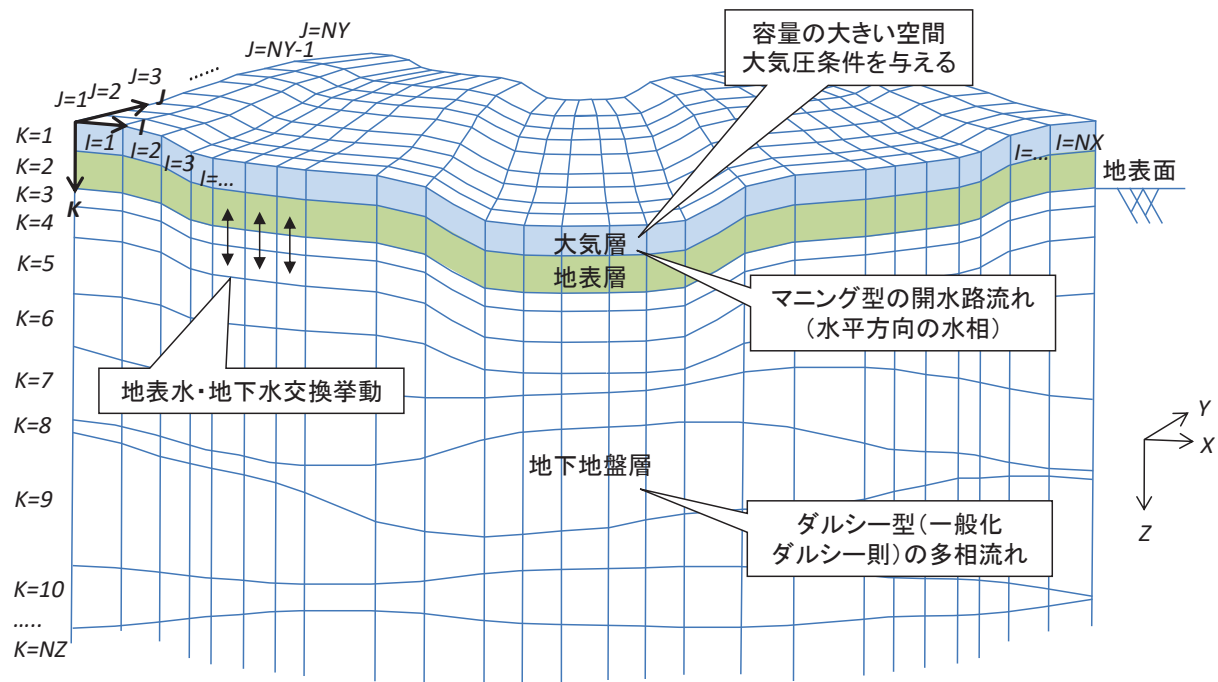 J=NY
J=NY-1
......
J=3
J=2
J=1
J
I
K
K=1
K=2
K=3
K=4
K=5
K=6
K=7
K=8
K=9
K=10
.....
K=NZ
I=1
I=2
I=3
I=...
I=...
I=NX
容量の大きい空間
大気圧条件を与える
地表面
大気層
地表層
マニング型の開水路流れ
(水平方向の水相)
地表水・地下水交換挙動
地下地盤層
ダルシー型(一般化
ダルシー則)の多相流れ
Y
X
Z